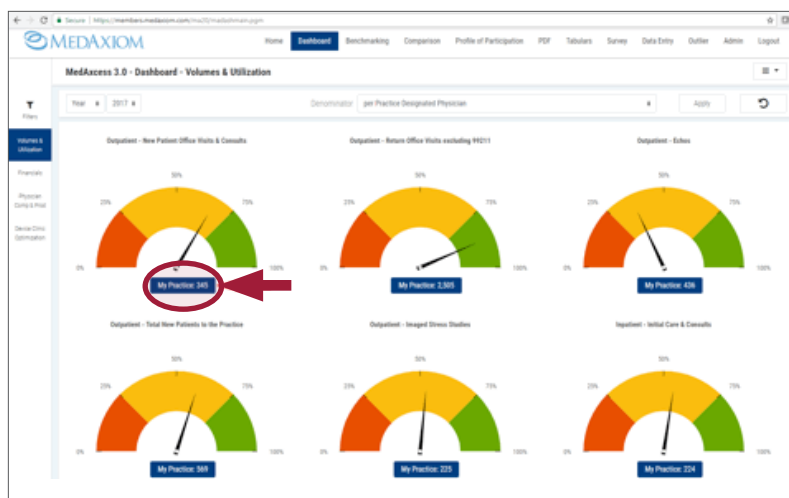 Secure | https://members.medaxiom.com/ma20/madashmain.pgm
MEDAXIOM
Home Dashboard Benchmarking Comparison Profile of Participation PDF Tabulars Survey Data Entry Outlier Admin Logout
MedAxcess 3.0 - Dashboard - Volumes & Utilization
Filters
Year 2017 Denominator per Practice Designated Physician Apply
Volumes & Utilization
Financials
Physician Comp & Prod
Device Clinic Optimization
Outpatient - New Patient Office Visits & Consults
0% 25% 50% 75% 100%
My Practice: 345
Outpatient - Return Office Visits excluding 99211
0% 25% 50% 75% 100%
My Practice: 2,505
Outpatient - Echos
0% 25% 50% 75% 100%
My Practice: 436
Outpatient - Total New Patients to the Practice
0% 25% 50% 75% 100%
My Practice: 569
Outpatient - Imaged Stress Studies
0% 25% 50% 75% 100%
My Practice: 225
Inpatient - Initial Care & Consults
0% 25% 50% 75% 100%
My Practice: 224